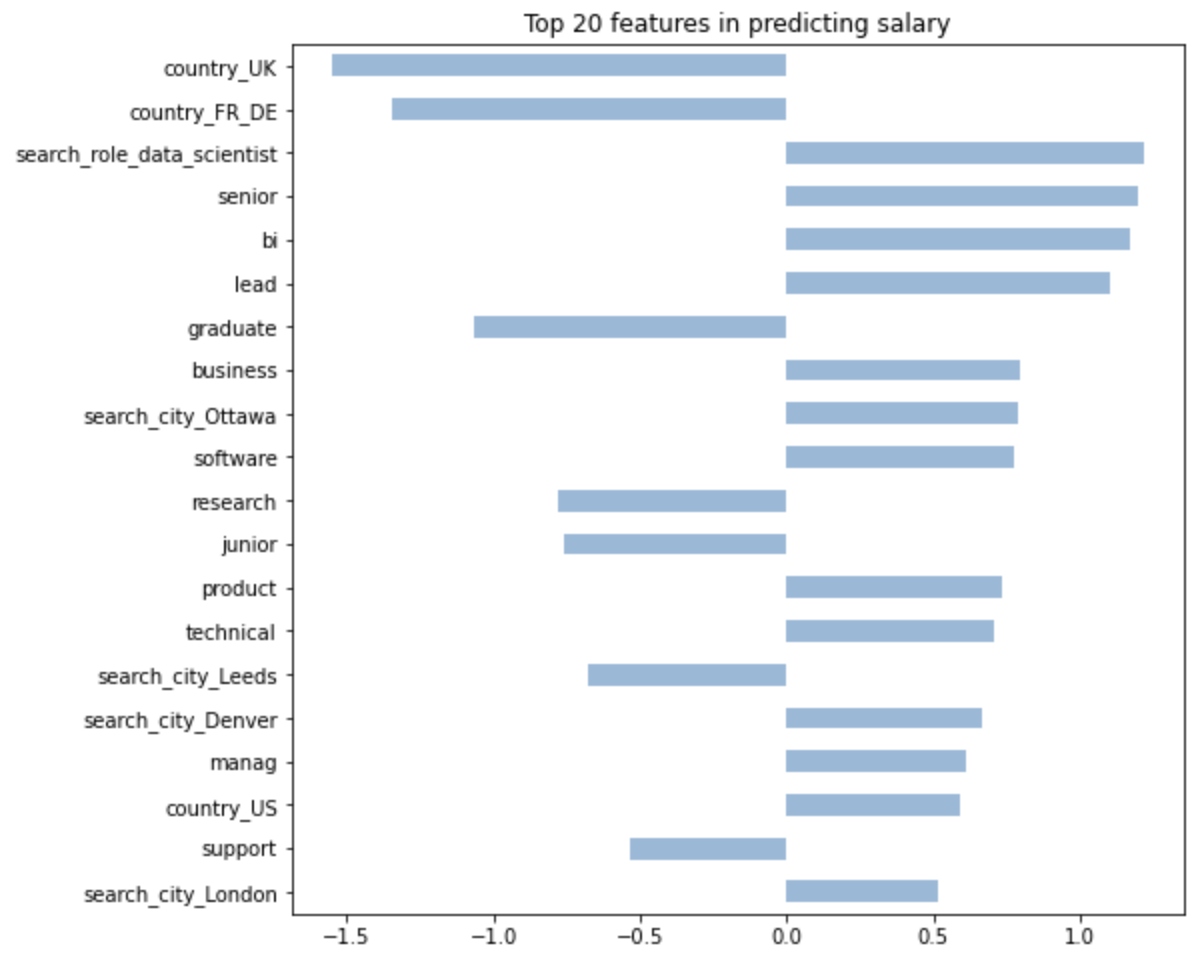 Top 20 features in predicting salary
country_UK
country_FR_DE
search_role_data_scientist
senior
bi
lead
graduate
business
search_city_Ottawa
software
research
junior
product
technical
search_city_Leeds
search_city_Denver
manag
country_US
support
search_city_London
−1.5 −1.0 −0.5 0.0 0.5 1.0